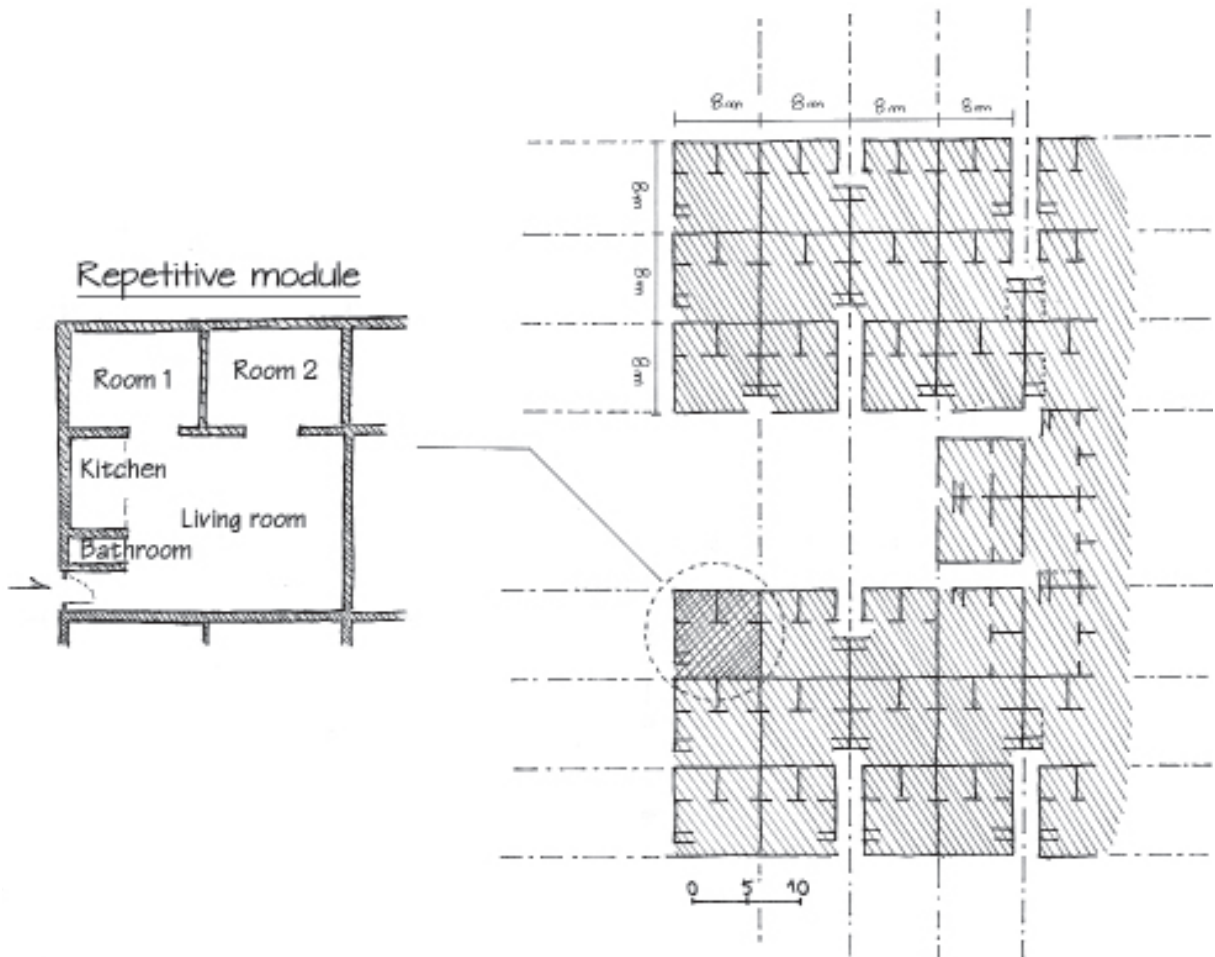 8m 8m 8m 8m
8m
8m
8m
Repetitive module
Room 1 Room 2
Kitchen
Living room
Bathroom
0 5 10